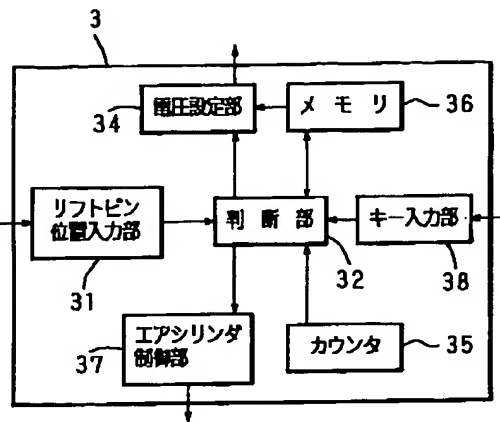 3
電圧設定部
34
メモリ
36
リフトピン
位置入力部
31
判断部
32
キー入力部
38
エアシリンダ
制御部
37
カウンタ
35